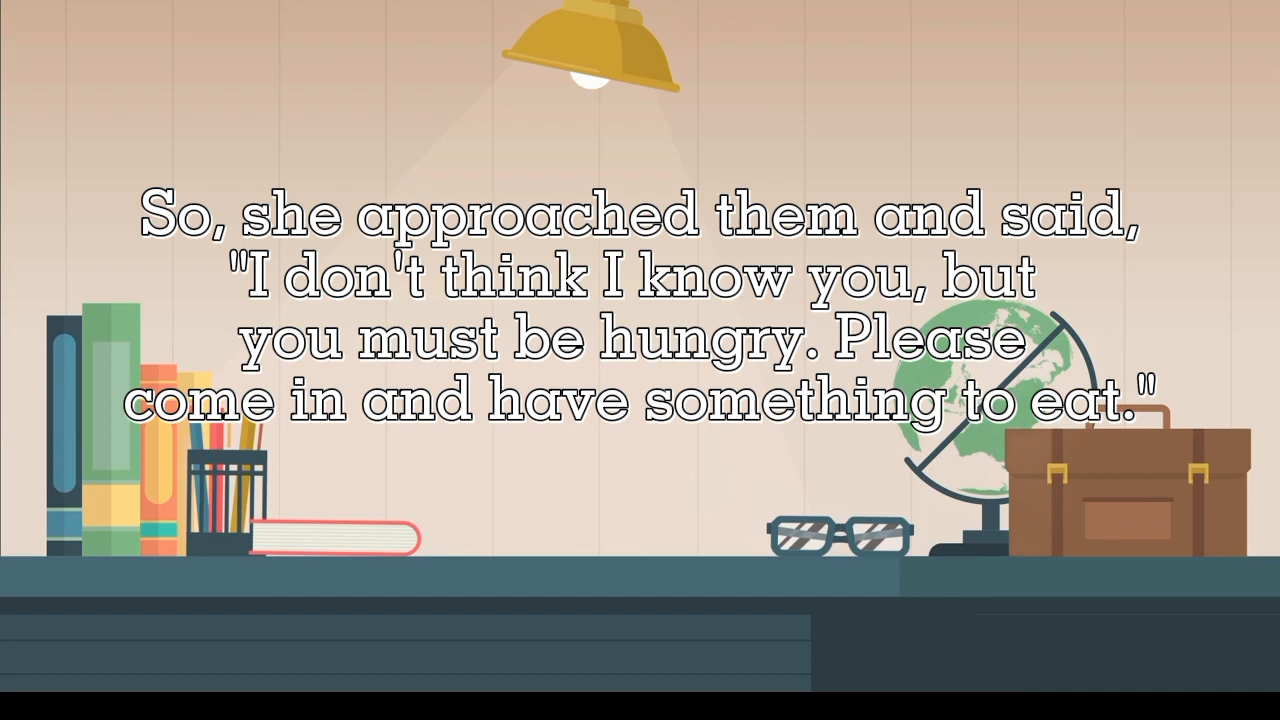 So, she approached them and said,
"I don't think I know you, but
you must be hungry. Please
come in and have something to eat."